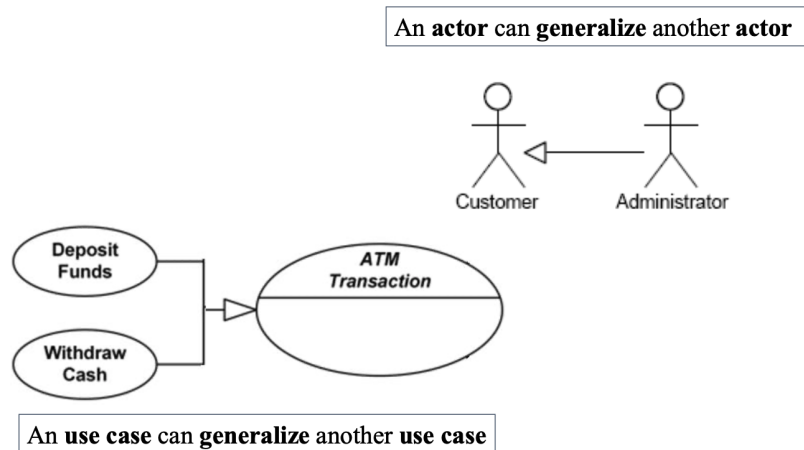 An actor can generalize another actor
Customer
Administrator
Deposit
Funds
ATM
Transaction
Withdraw
Cash
An use case can generalize another use case